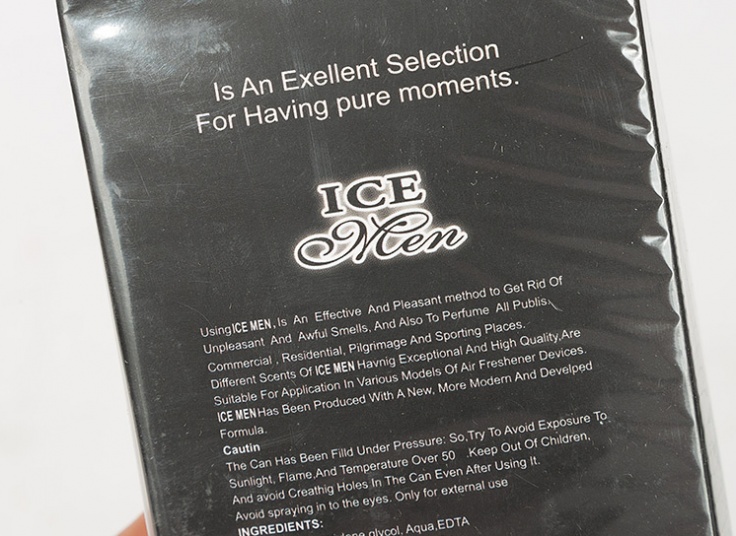 Is An Exellent Selection
For Having pure moments.
ICE
Men
Using ICE MEN, Is An Effective And Pleasant method to Get Rid Of
Unpleasant And Awful Smells, And Also To Perfume All Publis,
Commercial , Residential, Pilgrimage And Sporting Places.
Different Scents Of ICE MEN Havnig Exceptional And High Quality,Are
Suitable For Application In Various Models Of Air Freshener Devices.
ICE MEN Has Been Produced With A New, More Modern And Develped
Formula.
Cautin
The Can Has Been Filld Under Pressure: So,Try To Avoid Exposure To
Sunlight, Flame,And Temperature Over 50 .Keep Out Of Children,
And avoid Creathig Holes In The Can Even After Using It.
Avoid spraying in to the eyes. Only for external use
INGREDIENTS:
glycol, Aqua,EDTA